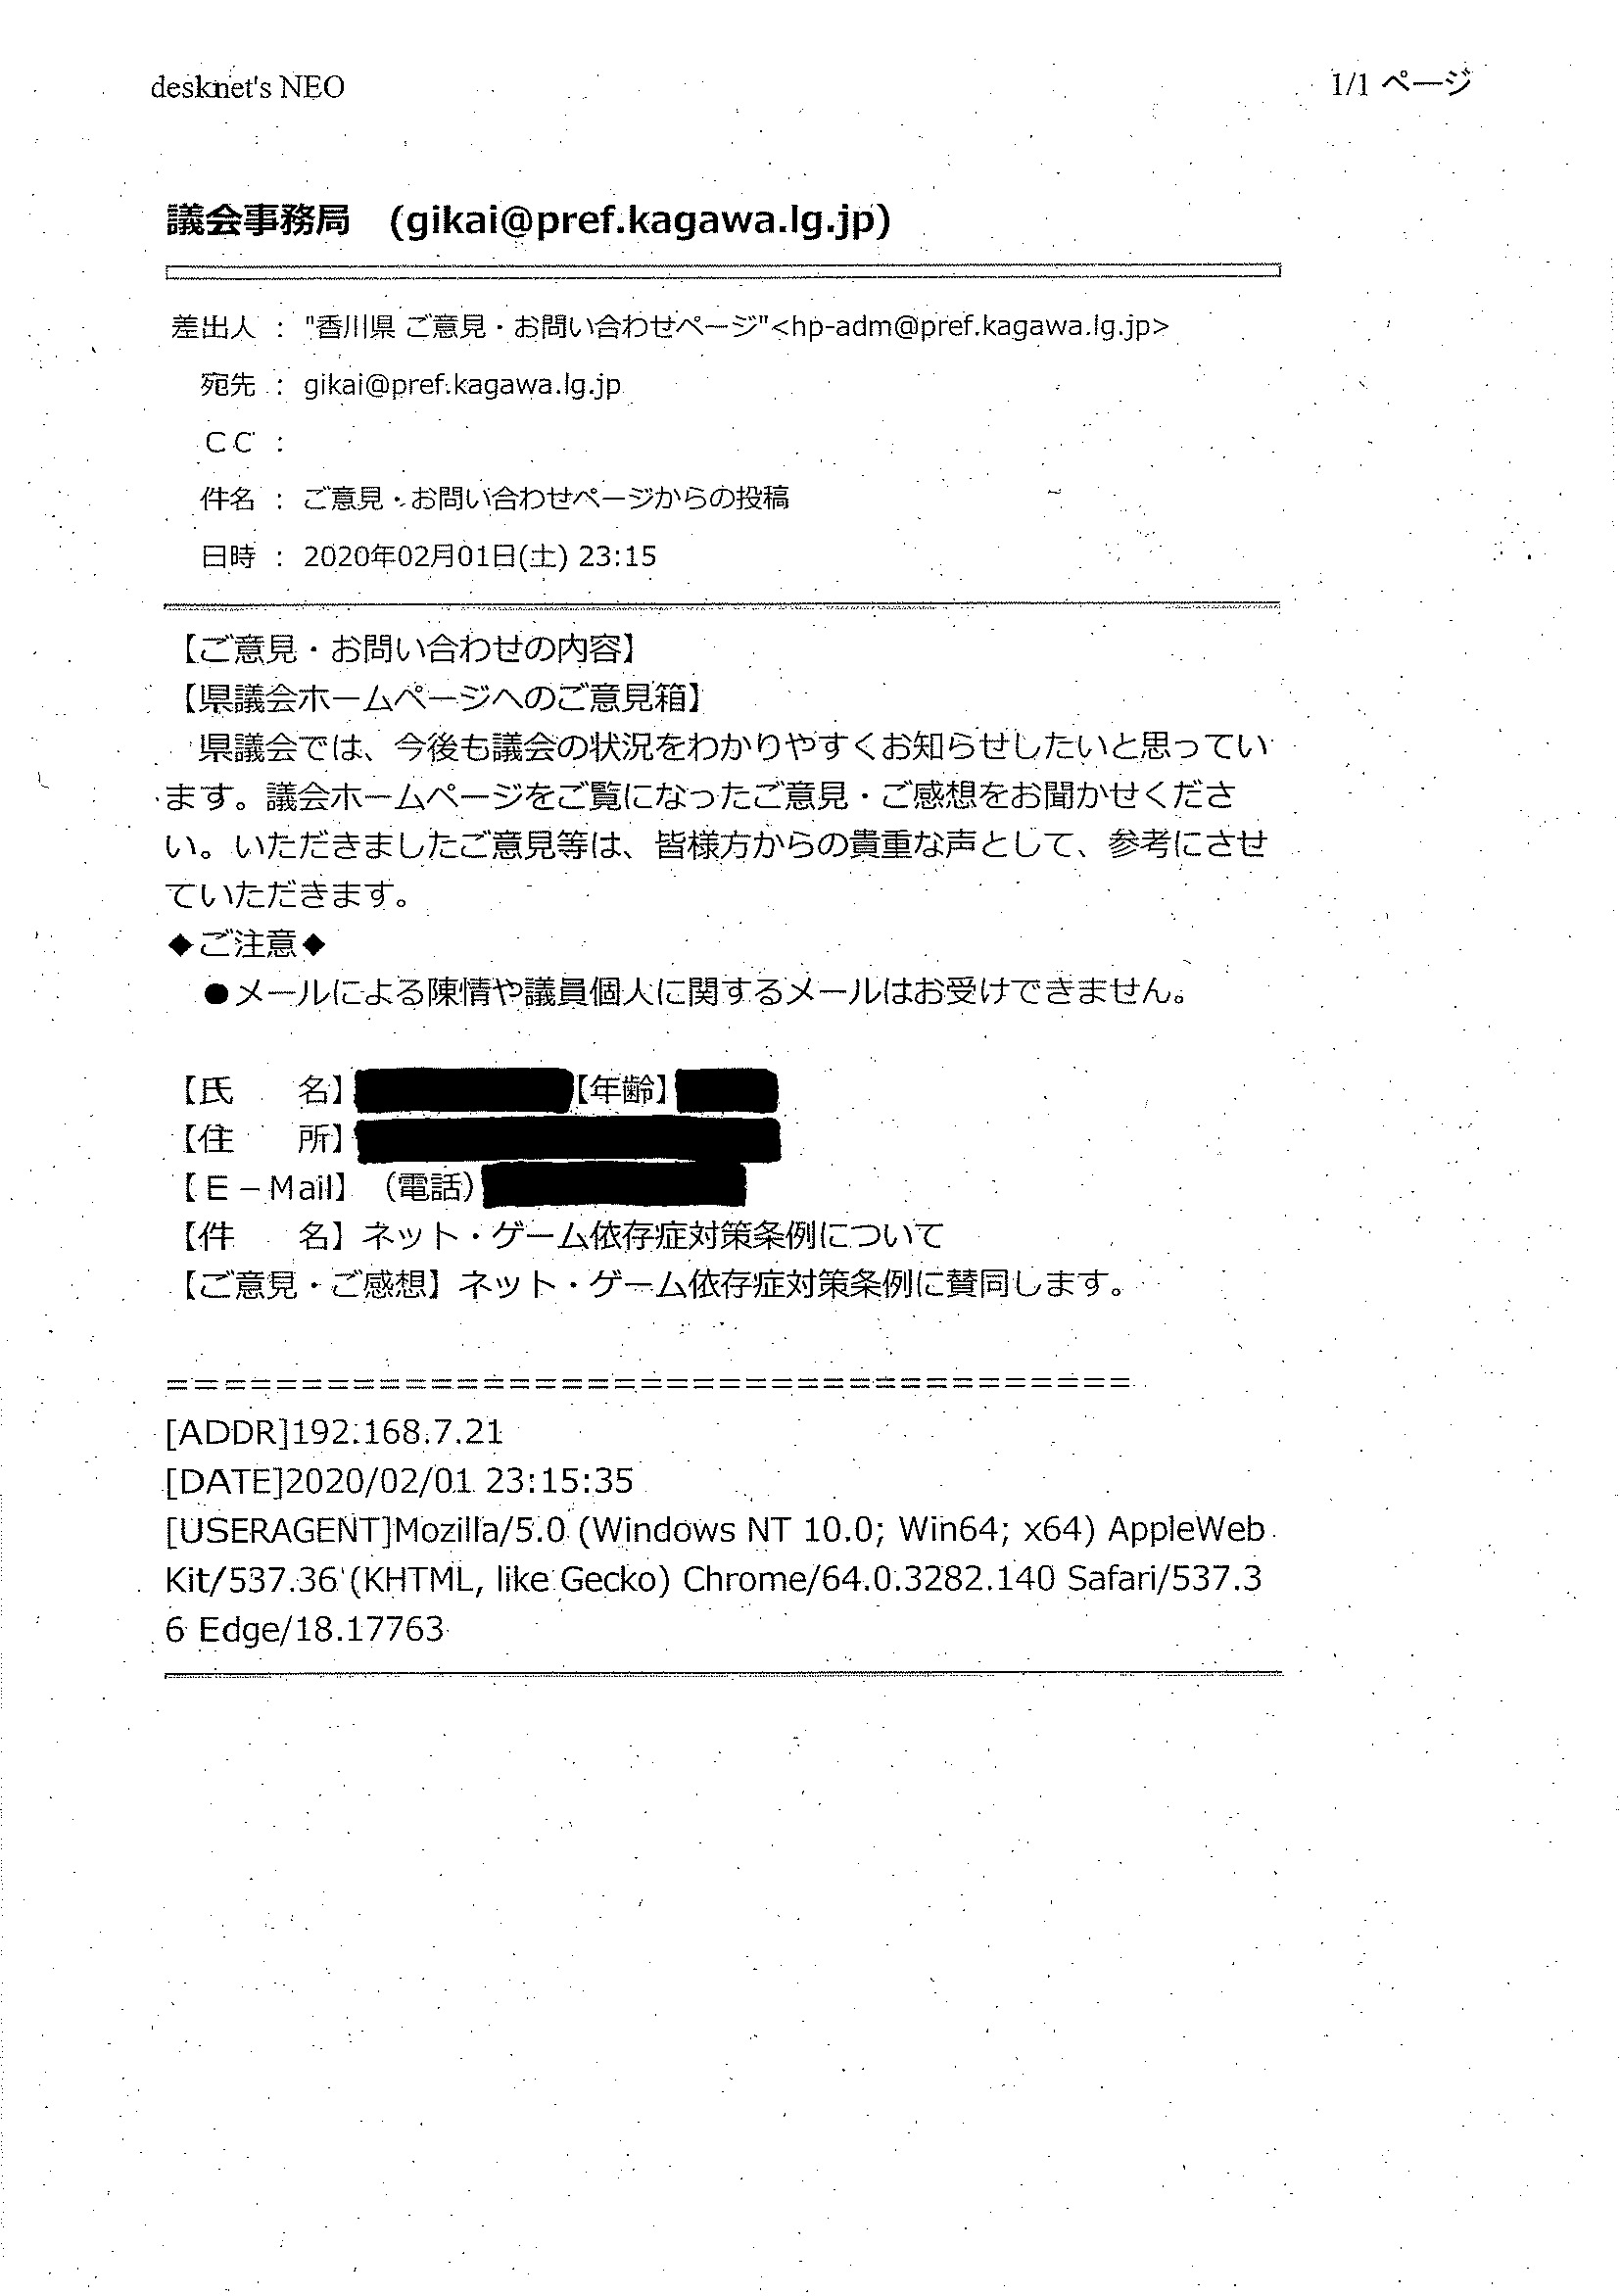 desknet's NEO
1/1 ページ
議会事務局　(gikai@pref.kagawa.lg.jp)
差出人 ： "香川県 ご意見・お問い合わせページ"<hp-adm@pref.kagawa.lg.jp>
宛先 ： gikai@pref.kagawa.lg.jp
ＣＣ ：
件名 ： ご意見・お問い合わせページからの投稿
日時 ： 2020年02月01日(土) 23:15
【ご意見・お問い合わせの内容】
【県議会ホームページへのご意見箱】
　県議会では、今後も議会の状況をわかりやすくお知らせしたいと思ってい
ます。議会ホームページをご覧になったご意見・ご感想をお聞かせくださ
い。いただきましたご意見等は、皆様方からの貴重な声として、参考にさせ
ていただきます。
◆ご注意◆
　●メールによる陳情や議員個人に関するメールはお受けできません。
【氏　　名】【年齢】
【住　　所】
【Ｅ－Mail】（電話）
【件　　名】ネット・ゲーム依存症対策条例について
【ご意見・ご感想】ネット・ゲーム依存症対策条例に賛同します。
=====================================
[ADDR]192.168.7.21
[DATE]2020/02/01 23:15:35
[USERAGENT]Mozilla/5.0 (Windows NT 10.0; Win64; x64) AppleWeb
Kit/537.36 (KHTML, like Gecko) Chrome/64.0.3282.140 Safari/537.3
6 Edge/18.17763